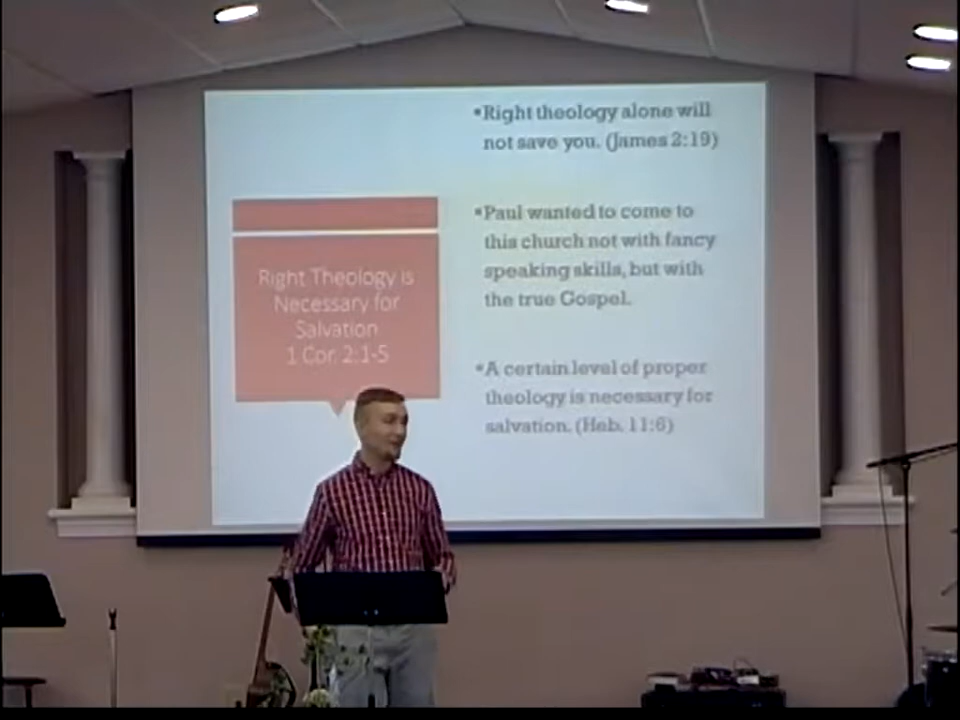 Right Theology is
Necessary for
Salvation
1 Cor. 2:1-5
▪Right theology alone will
not save you. (James 2:19)
▪Paul wanted to come to
this church not with fancy
speaking skills, but with
the true Gospel.
▪A certain level of proper
theology is necessary for
salvation. (Heb. 11:6)